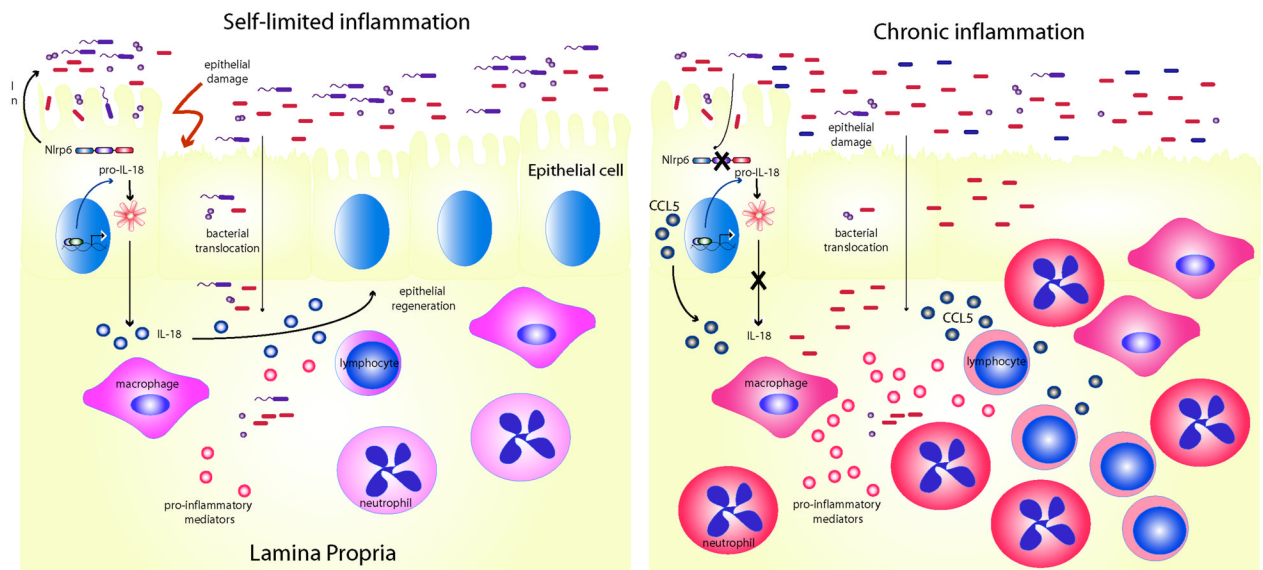 Self-limited inflammation
epithelial
damage
I
n
Nlrp6
pro-IL-18
Epithelial cell
bacterial
translocation
epithelial
regeneration
IL-18
lymphocyte
macrophage
neutrophil
pro-inflammatory
mediators
Lamina Propria
Chronic inflammation
epithelial
damage
Nlrp6
pro-IL-18
CCL5
bacterial
translocation
CCL5
IL-18
lymphocyte
macrophage
pro-inflammatory
mediators
neutrophil